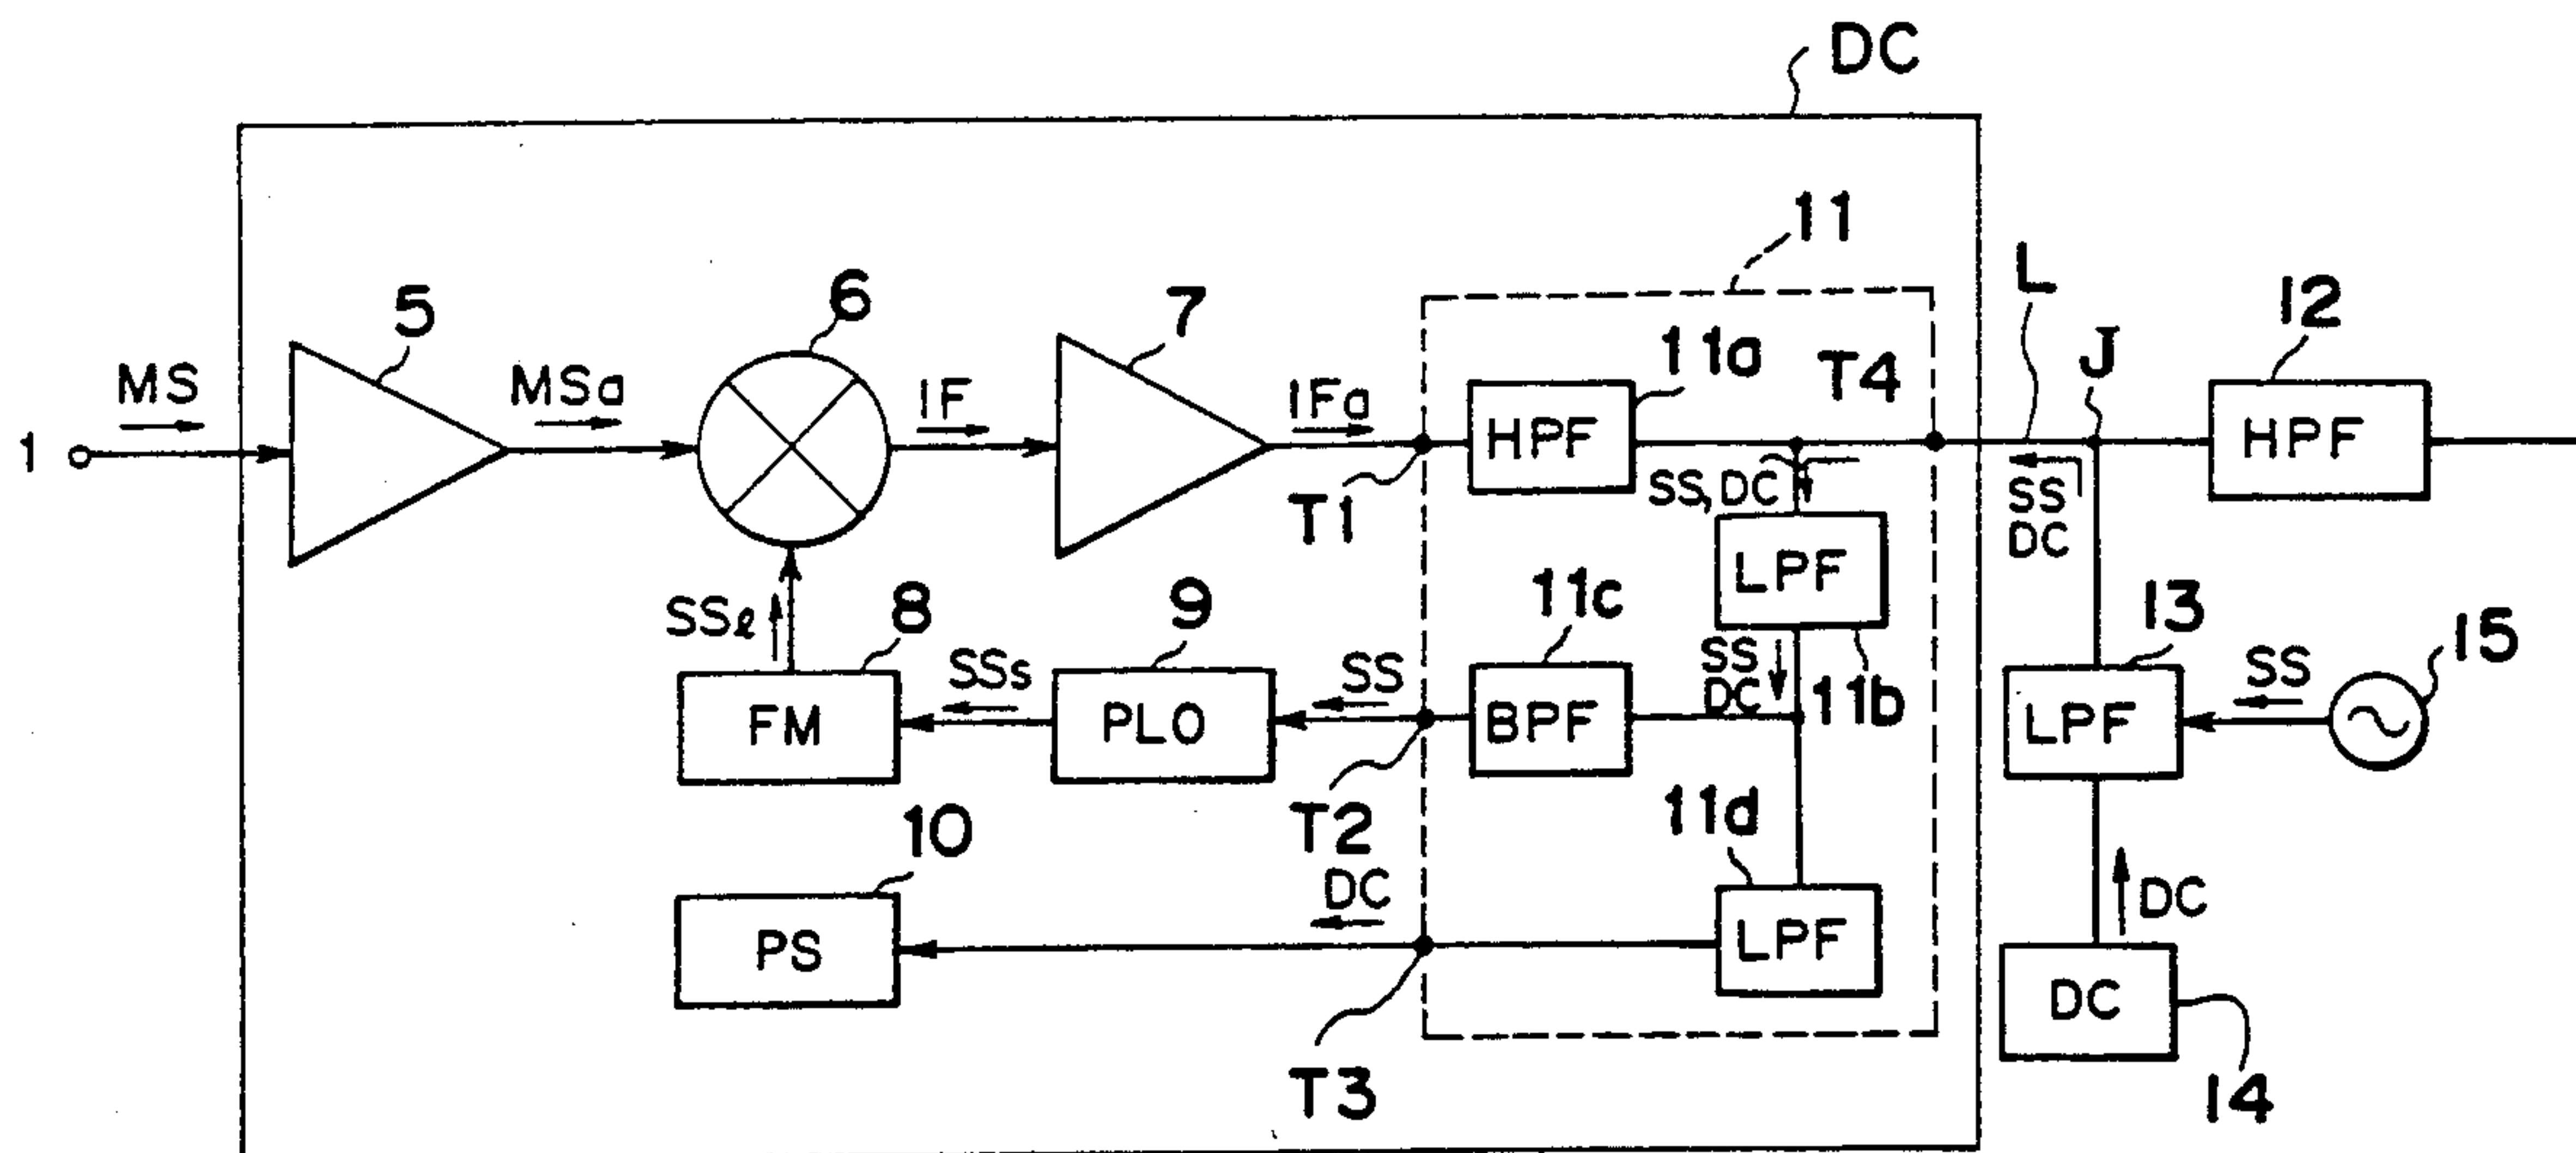 DC
11
L
J
12
5
6
7
11a
T4
MS
MSa
IF
IFa
HPF
HPF
1
SS, DC
SS
DC
T1
LPF
11c
SSℓ
8
9
SS
DC
11b
13
15
SSs
SS
SS
FM
PLO
BPF
LPF
T2
11d
10
DC
DC
PS
LPF
DC
T3
14